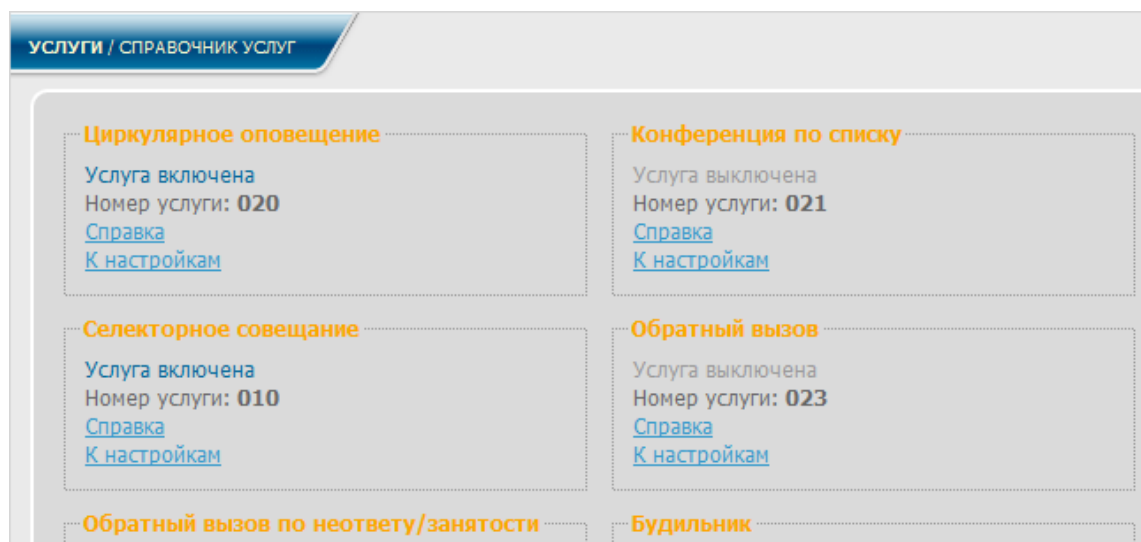 УСЛУГИ / СПРАВОЧНИК УСЛУГ
Циркулярное оповещение
Услуга включена
Номер услуги: 020
Справка
К настройкам
Конференция по списку
Услуга выключена
Номер услуги: 021
Справка
К настройкам
Селекторное совещание
Услуга включена
Номер услуги: 010
Справка
К настройкам
Обратный вызов
Услуга выключена
Номер услуги: 023
Справка
К настройкам
Обратный вызов по неответу/занятости
Будильник